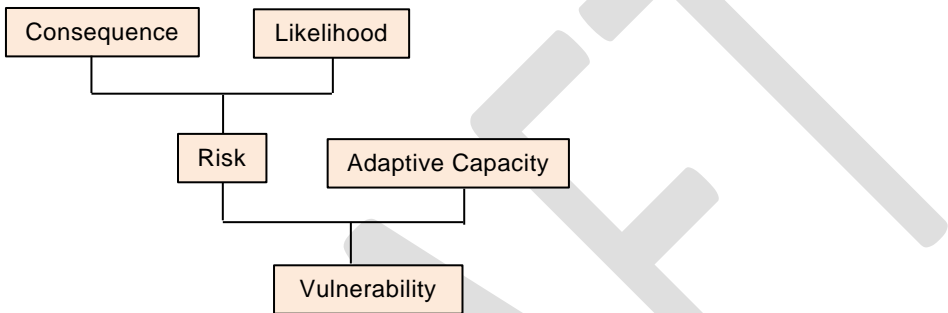 Consequence
Likelihood
Risk
Adaptive Capacity
Vulnerability